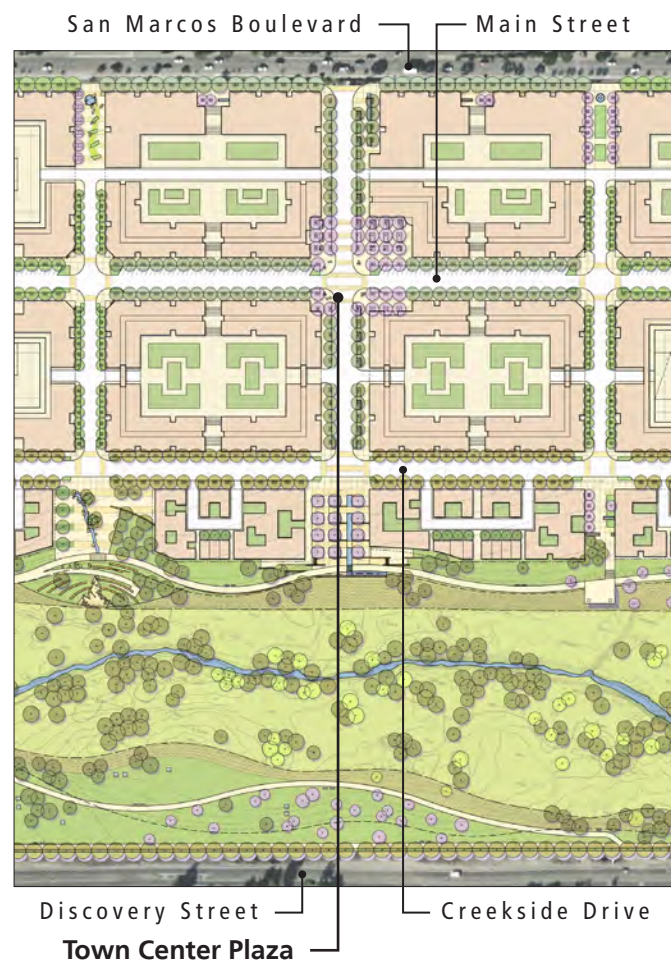 San Marcos Boulevard
Main Street
Discovery Street
Creekside Drive
Town Center Plaza